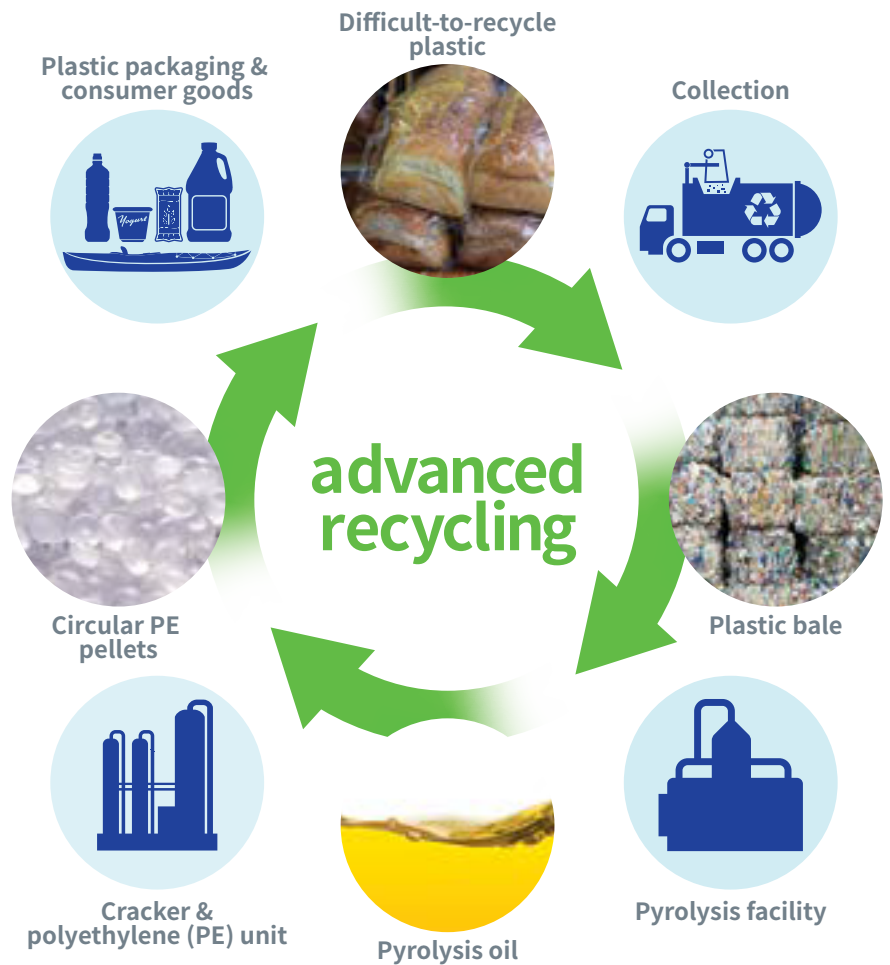 Difficult-to-recycle
plastic
Plastic packaging &
consumer goods
Collection
Yogurt
advanced
recycling
Circular PE
pellets
Plastic bale
Cracker &
polyethylene (PE) unit
Pyrolysis oil
Pyrolysis facility